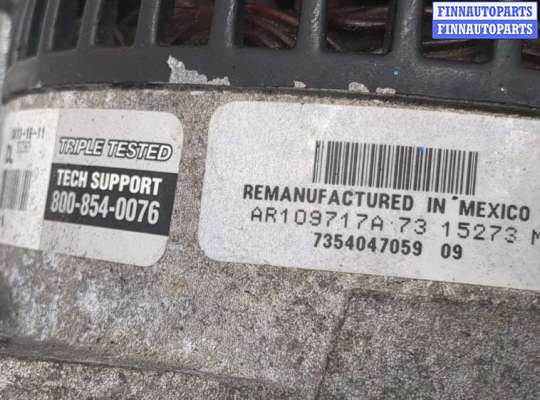 FINNAUTOPARTS
FINNAUTOPARTS
TRIPLE TESTED
TECH SUPPORT
800-854-0076
REMANUFACTURED IN MEXICO
AR109717A 73 15273 M
7354047059 09